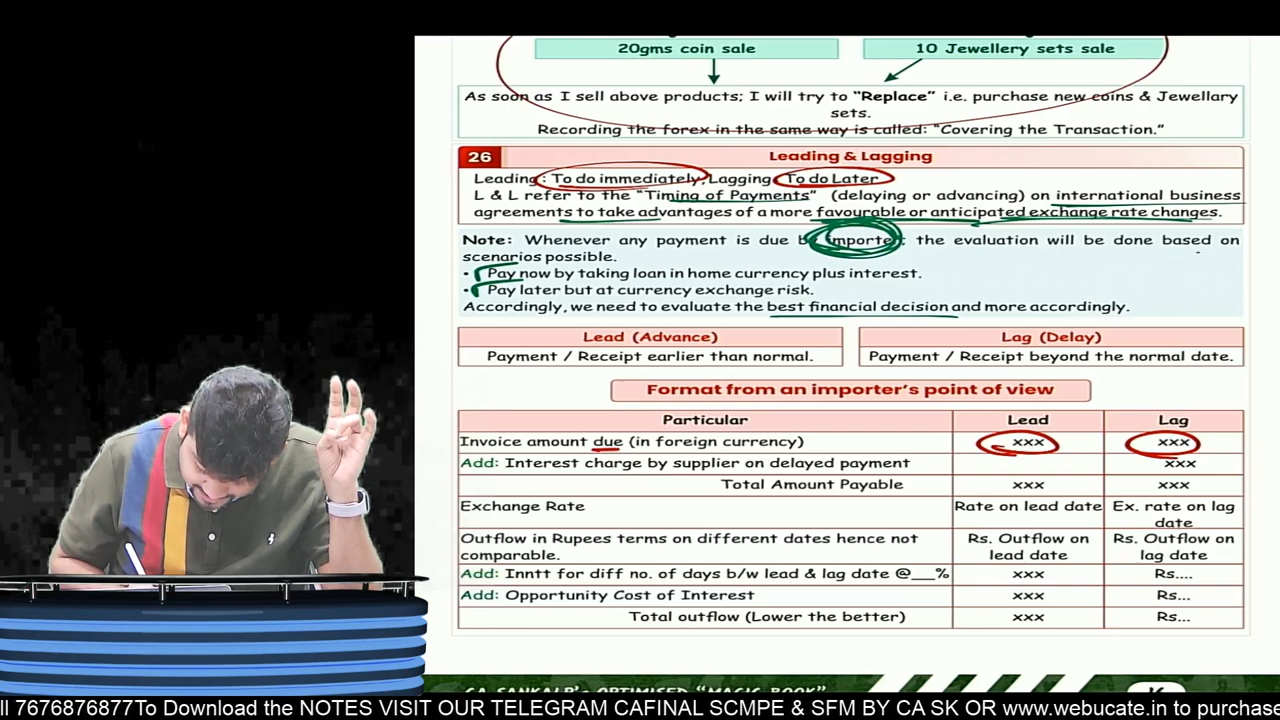 20gms coin sale
10 Jewellery sets sale
As soon as I sell above products; I will try to "Replace" i.e. purchase new coins & Jewellary
sets.
Recording the forex in the same way is called: "Covering the Transaction."
26 Leading & Lagging
Leading: To do immediately, Lagging To do Later
L & L refer to the "Timing of Payments" (delaying or advancing) on international business
agreements to take advantages of a more favourable or anticipated exchange rate changes.
Note: Whenever any payment is due by importer the evaluation will be done based on
scenarios possible.
• Pay now by taking loan in home currency plus interest.
• Pay later but at currency exchange risk.
Accordingly, we need to evaluate the best financial decision and more accordingly.
Lead (Advance)
Payment / Receipt earlier than normal.
Lag (Delay)
Payment / Receipt beyond the normal date.
Format from an importer's point of view
Particular Lead Lag
Invoice amount due (in foreign currency) xxx xxx
Add: Interest charge by supplier on delayed payment xxx
Total Amount Payable xxx xxx
Exchange Rate Rate on lead date Ex. rate on lag
date
Outflow in Rupees terms on different dates hence not Rs. Outflow on Rs. Outflow on
comparable. lead date lag date
Add: Inntt for diff no. of days b/w lead & lag date @__% xxx Rs....
Add: Opportunity Cost of Interest xxx Rs...
Total outflow (Lower the better) xxx Rs...
CA SANKALP's OPTIMISED "MAGIC BOOK"
ll 7676876877To Download the NOTES VISIT OUR TELEGRAM CAFINAL SCMPE & SFM BY CA SK OR www.webucate.in to purchase